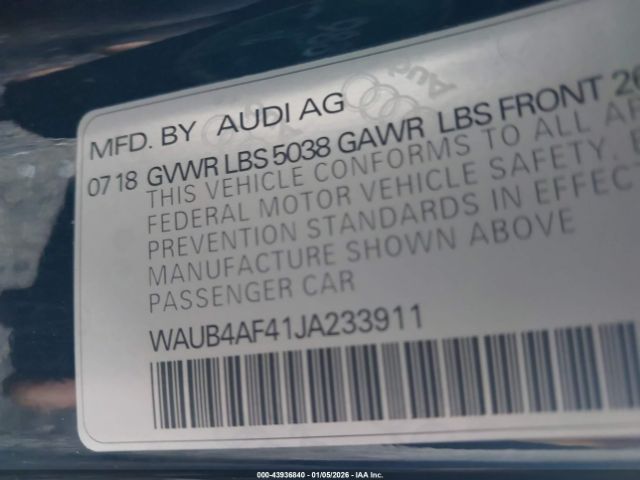 MFD. BY AUDI AG
0718 GVWR LBS 5038 GAWR LBS FRONT
THIS VEHICLE CONFORMS TO ALL
FEDERAL MOTOR VEHICLE SAFETY,
PREVENTION STANDARDS IN EFFECT
MANUFACTURE SHOWN ABOVE
PASSENGER CAR
WAUB4AF41JA233911
000-43936840 | 01/05/2026 | IAA Inc.